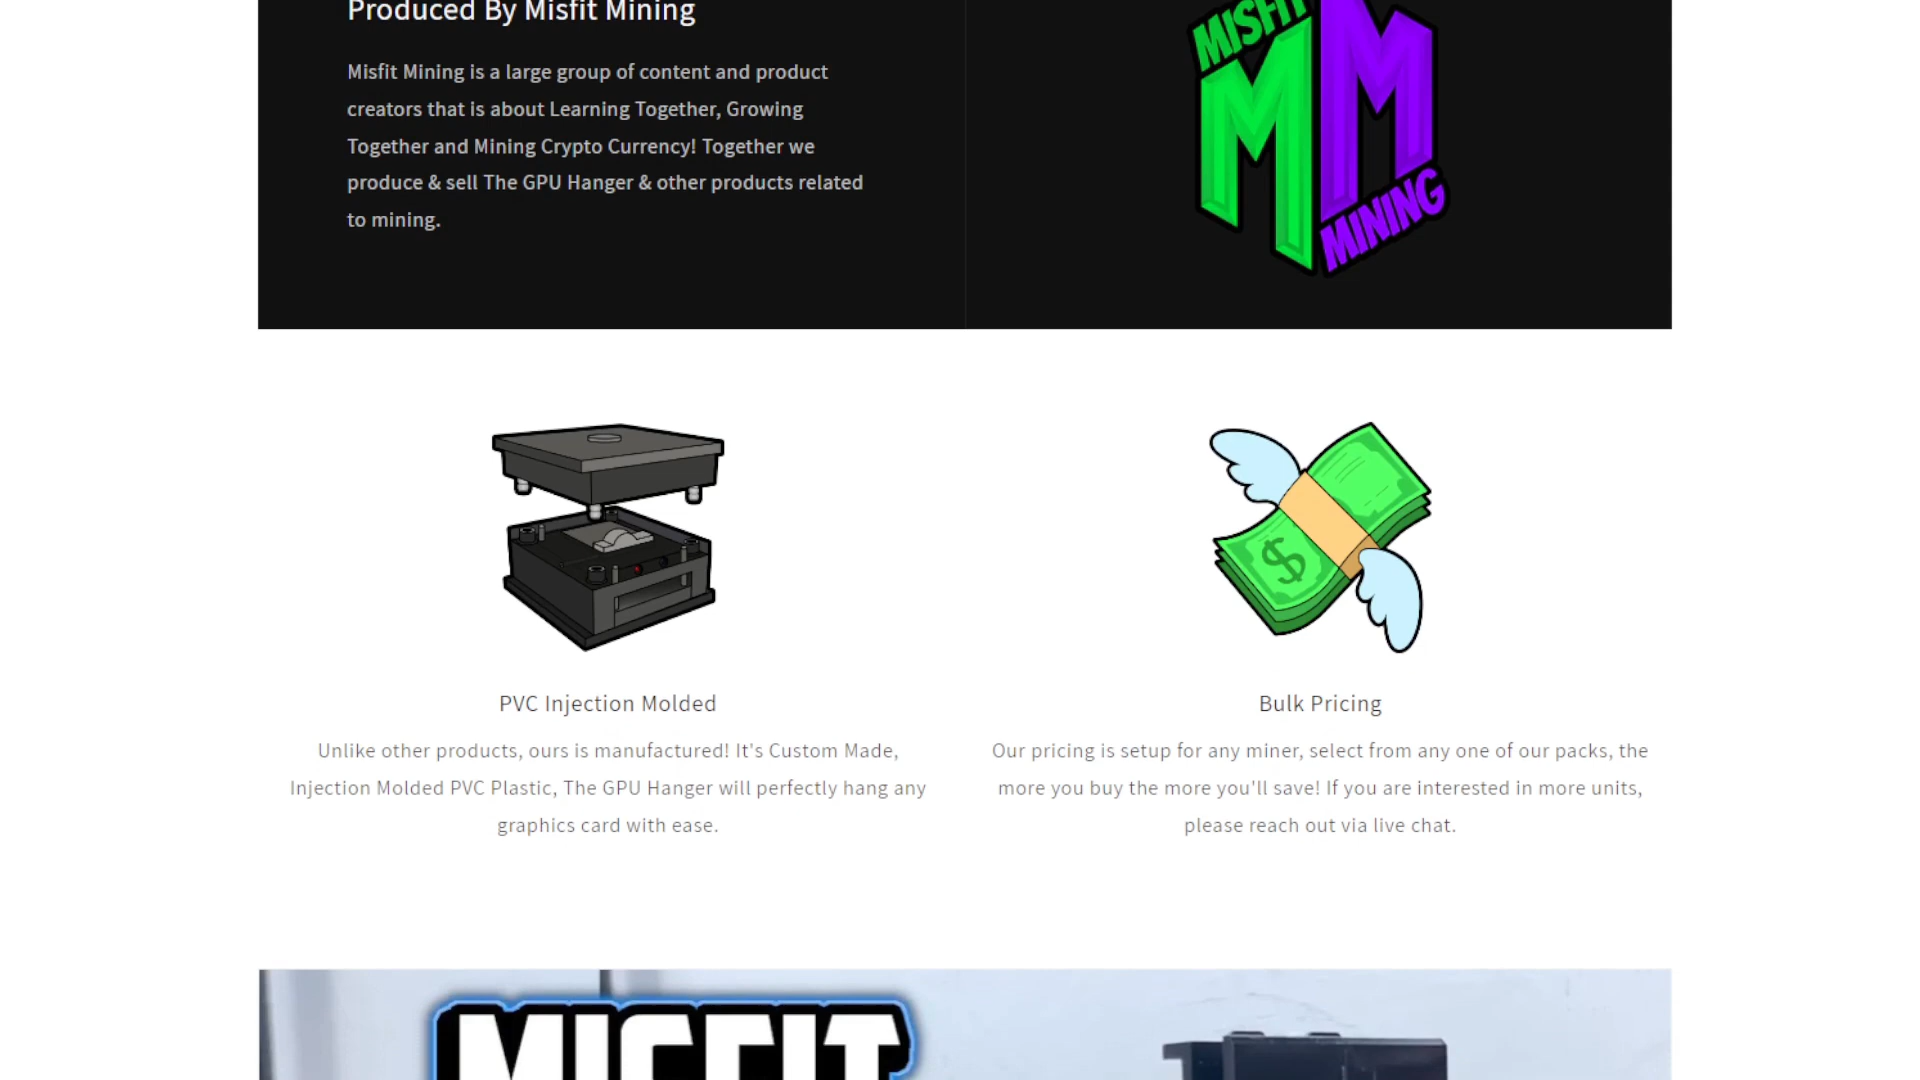 Produced By Misfit Mining
Misfit Mining is a large group of content and product
creators that is about Learning Together, Growing
Together and Mining Crypto Currency! Together we
produce & sell The GPU Hanger & other products related
to mining.
MISFIT
MM
MINING
$
PVC Injection Molded
Unlike other products, ours is manufactured! It's Custom Made,
Injection Molded PVC Plastic, The GPU Hanger will perfectly hang any
graphics card with ease.
Bulk Pricing
Our pricing is setup for any miner, select from any one of our packs, the
more you buy the more you'll save! If you are interested in more units,
please reach out via live chat.
MISFIT